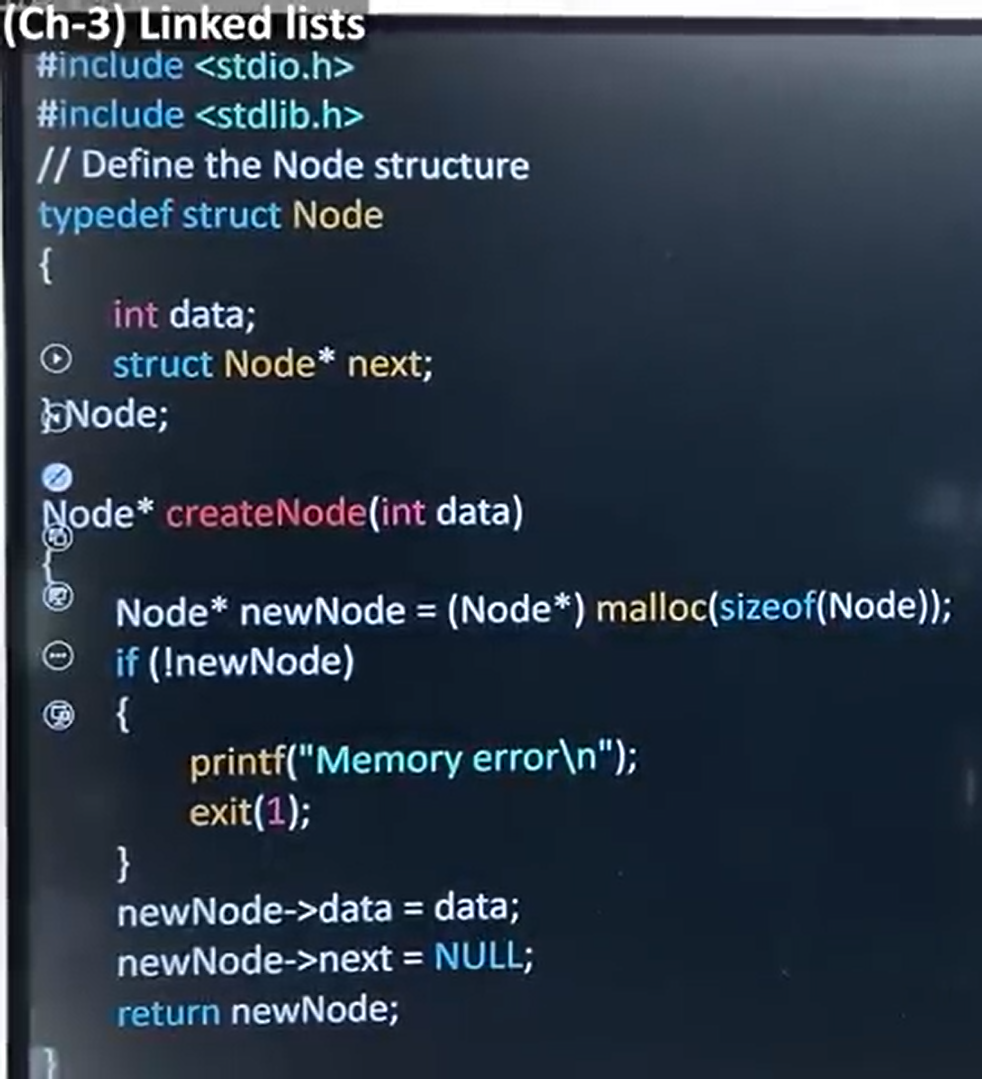 (Ch-3) Linked lists
#include <stdio.h>
#include <stdlib.h>
// Define the Node structure
typedef struct Node
{
int data;
struct Node* next;
} Node;
Node* createNode(int data)
{
Node* newNode = (Node*) malloc(sizeof(Node));
if (!newNode)
{
printf("Memory error\n");
exit(1);
}
newNode->data = data;
newNode->next = NULL;
return newNode;
}